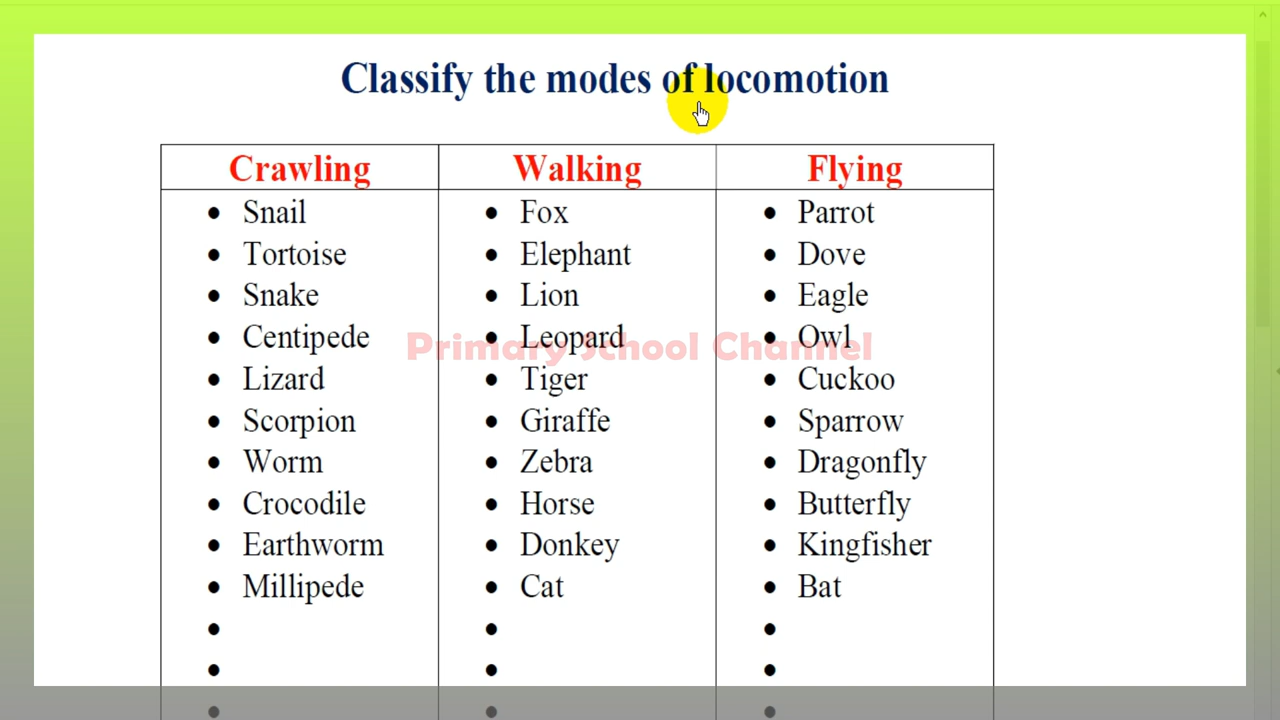 Classify the modes of locomotion
Crawling Walking Flying
• Snail • Fox • Parrot
• Tortoise • Elephant • Dove
• Snake • Lion • Eagle
• Centipede • Leopard • Owl
Primary School Channel
• Lizard • Tiger • Cuckoo
• Scorpion • Giraffe • Sparrow
• Worm • Zebra • Dragonfly
• Crocodile • Horse • Butterfly
• Earthworm • Donkey • Kingfisher
• Millipede • Cat • Bat